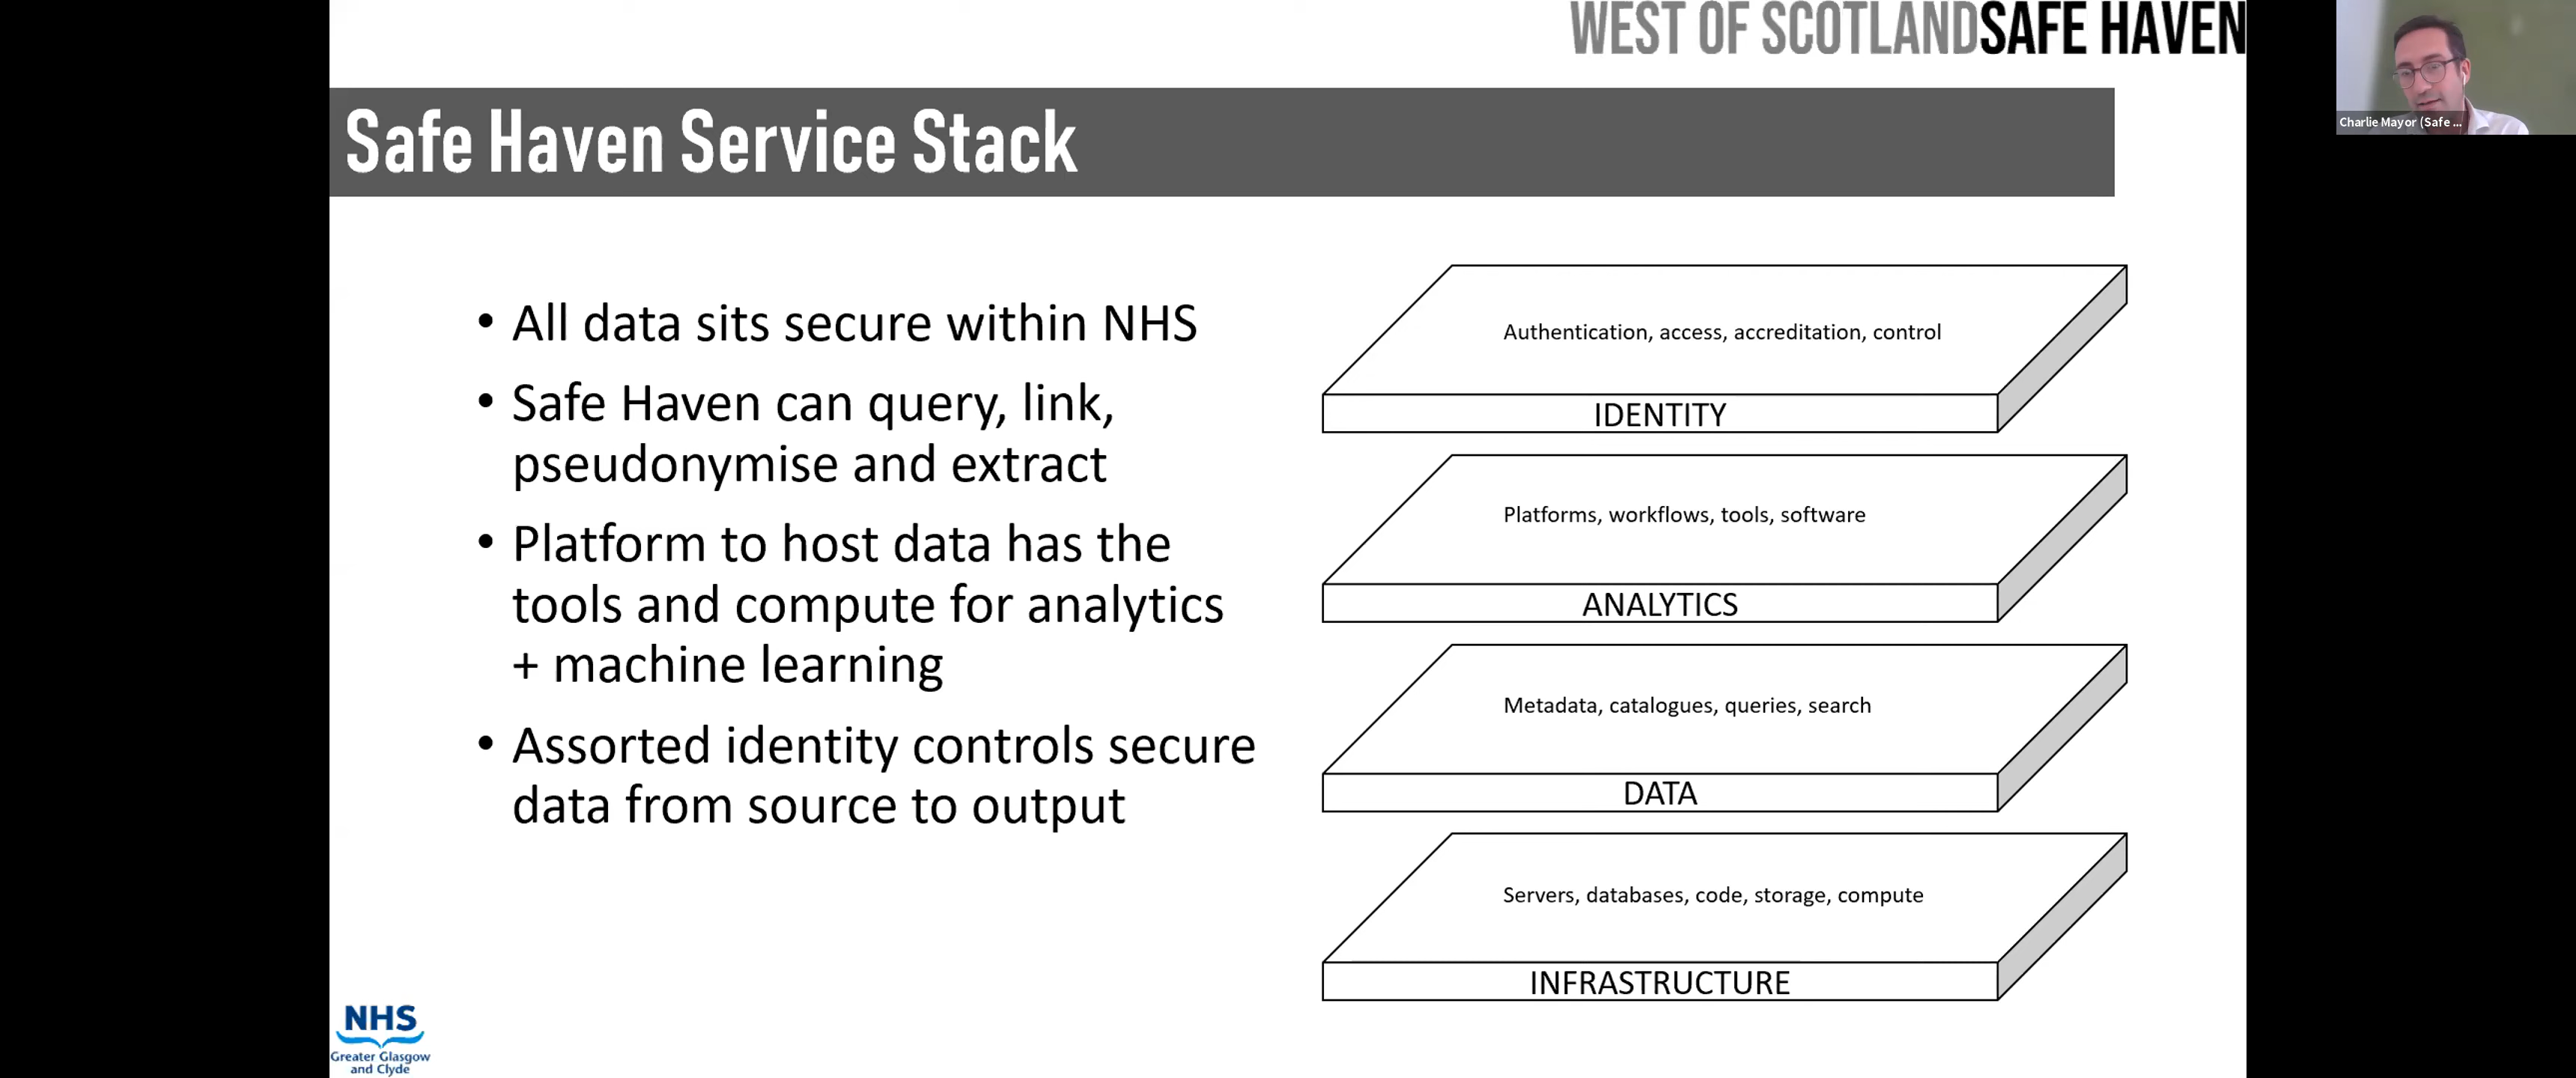 WEST OF SCOTLANDSAFE HAVEN
Charlie Mayor (Safe ...
Safe Haven Service Stack
• All data sits secure within NHS
• Safe Haven can query, link,
pseudonymise and extract
• Platform to host data has the
tools and compute for analytics
+ machine learning
• Assorted identity controls secure
data from source to output
Authentication, access, accreditation, control
IDENTITY
Platforms, workflows, tools, software
ANALYTICS
Metadata, catalogues, queries, search
DATA
Servers, databases, code, storage, compute
INFRASTRUCTURE
NHS
Greater Glasgow
and Clyde